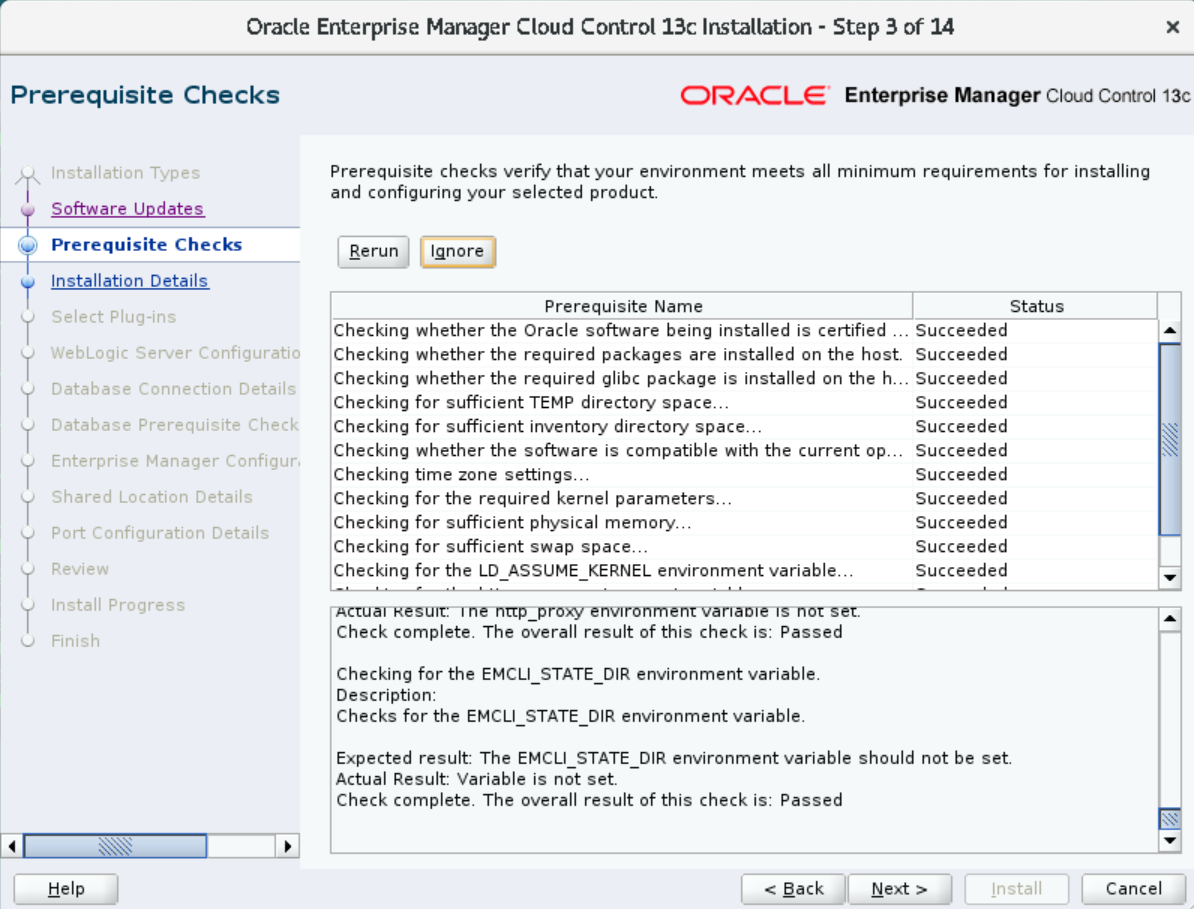 Oracle Enterprise Manager Cloud Control 13c Installation - Step 3 of 14
Prerequisite Checks
ORACLE Enterprise Manager Cloud Control 13c
Installation Types
Software Updates
Prerequisite Checks
Installation Details
Select Plug-ins
WebLogic Server Configuratio
Database Connection Details
Database Prerequisite Check
Enterprise Manager Configur
Shared Location Details
Port Configuration Details
Review
Install Progress
Finish
Prerequisite checks verify that your environment meets all minimum requirements for installing
and configuring your selected product.
Rerun Ignore
Prerequisite Name Status
Checking whether the Oracle software being installed is certified ... Succeeded
Checking whether the required packages are installed on the host. Succeeded
Checking whether the required glibc package is installed on the h... Succeeded
Checking for sufficient TEMP directory space... Succeeded
Checking for sufficient inventory directory space... Succeeded
Checking whether the software is compatible with the current op... Succeeded
Checking time zone settings... Succeeded
Checking for the required kernel parameters... Succeeded
Checking for sufficient physical memory... Succeeded
Checking for sufficient swap space... Succeeded
Checking for the LD_ASSUME_KERNEL environment variable... Succeeded
Actual Result: The http_proxy environment variable is not set.
Check complete. The overall result of this check is: Passed
Checking for the EMCLI_STATE_DIR environment variable.
Description:
Checks for the EMCLI_STATE_DIR environment variable.
Expected result: The EMCLI_STATE_DIR environment variable should not be set.
Actual Result: Variable is not set.
Check complete. The overall result of this check is: Passed
Help < Back Next > Install Cancel